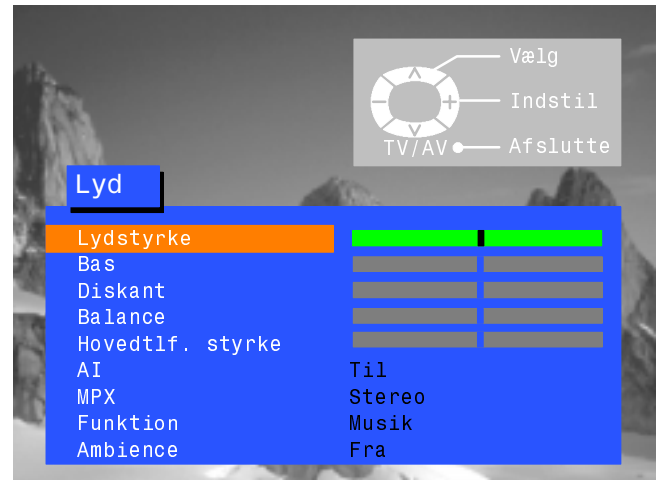 Vælg
Indstil
TV/AV Afslutte
Lyd
Lydstyrke
Bas
Diskant
Balance
Hovedtlf. styrke
AI Til
MPX Stereo
Funktion Musik
Ambience Fra